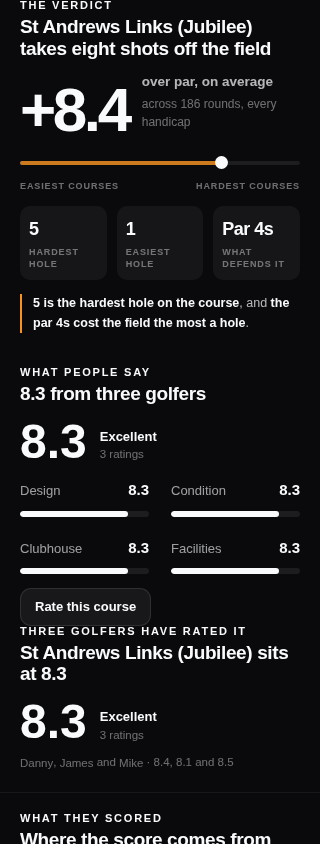 THE VERDICT
St Andrews Links (Jubilee)
takes eight shots off the field
+8.4
over par, on average
across 186 rounds, every
handicap
EASIEST COURSES
HARDEST COURSES
5
HARDEST
HOLE
1
EASIEST
HOLE
Par 4s
WHAT
DEFENDS IT
5 is the hardest hole on the course, and the
par 4s cost the field the most a hole.
WHAT PEOPLE SAY
8.3 from three golfers
8.3
Excellent
3 ratings
Design 8.3
Condition 8.3
Clubhouse 8.3
Facilities 8.3
Rate this course
THREE GOLFERS HAVE RATED IT
St Andrews Links (Jubilee) sits
at 8.3
8.3
Excellent
3 ratings
Danny, James and Mike · 8.4, 8.1 and 8.5
WHAT THEY SCORED
Where the score comes from